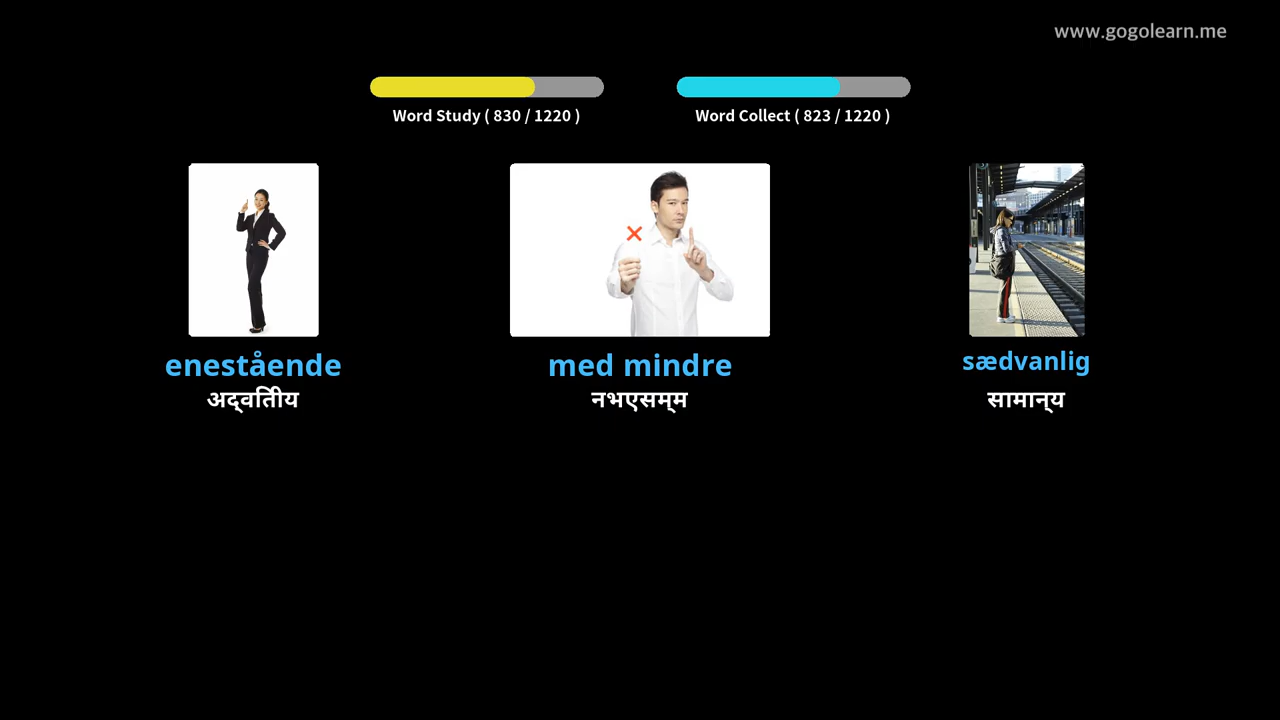 www.gogolearn.me
Word Study ( 830 / 1220 )
Word Collect ( 823 / 1220 )
enestående
med mindre
sædvanlig
अद्वितीय
नभएसम्म
सामान्य